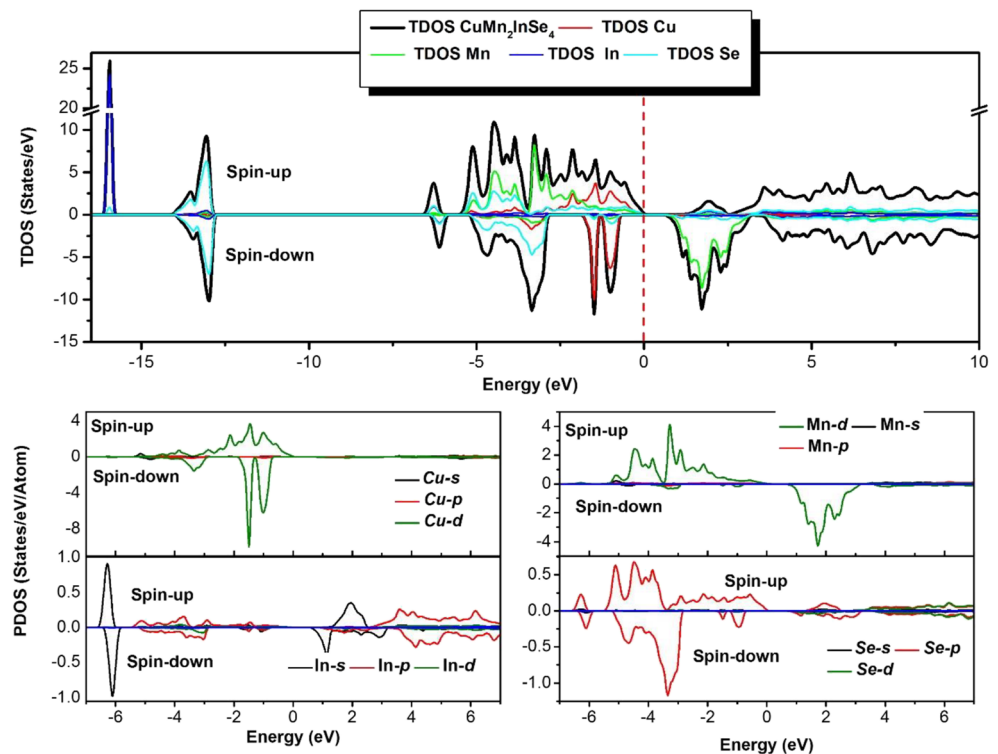 TDOS CuMn₂InSe₄ TDOS Cu
TDOS Mn TDOS In TDOS Se
25
20
10
5
0
-5
-10
-15
TDOS (States/eV)
Spin-up
Spin-down
-15 -10 -5 0 5 10
Energy (eV)
PDOS (States/eV/Atom)
4
0
-4
-8
Spin-up
Spin-down
Cu-s
Cu-p
Cu-d
1.0
0.5
0.0
-0.5
-1.0
Spin-up
Spin-down
In-s In-p In-d
-6 -4 -2 0 2 4 6
Energy (eV)
4
2
0
-2
-4
Spin-up
Spin-down
Mn-d Mn-s
Mn-p
0.5
0.0
-0.5
-1.0
Spin-up
Spin-down
Se-s Se-p
Se-d
-6 -4 -2 0 2 4 6
Energy (eV)